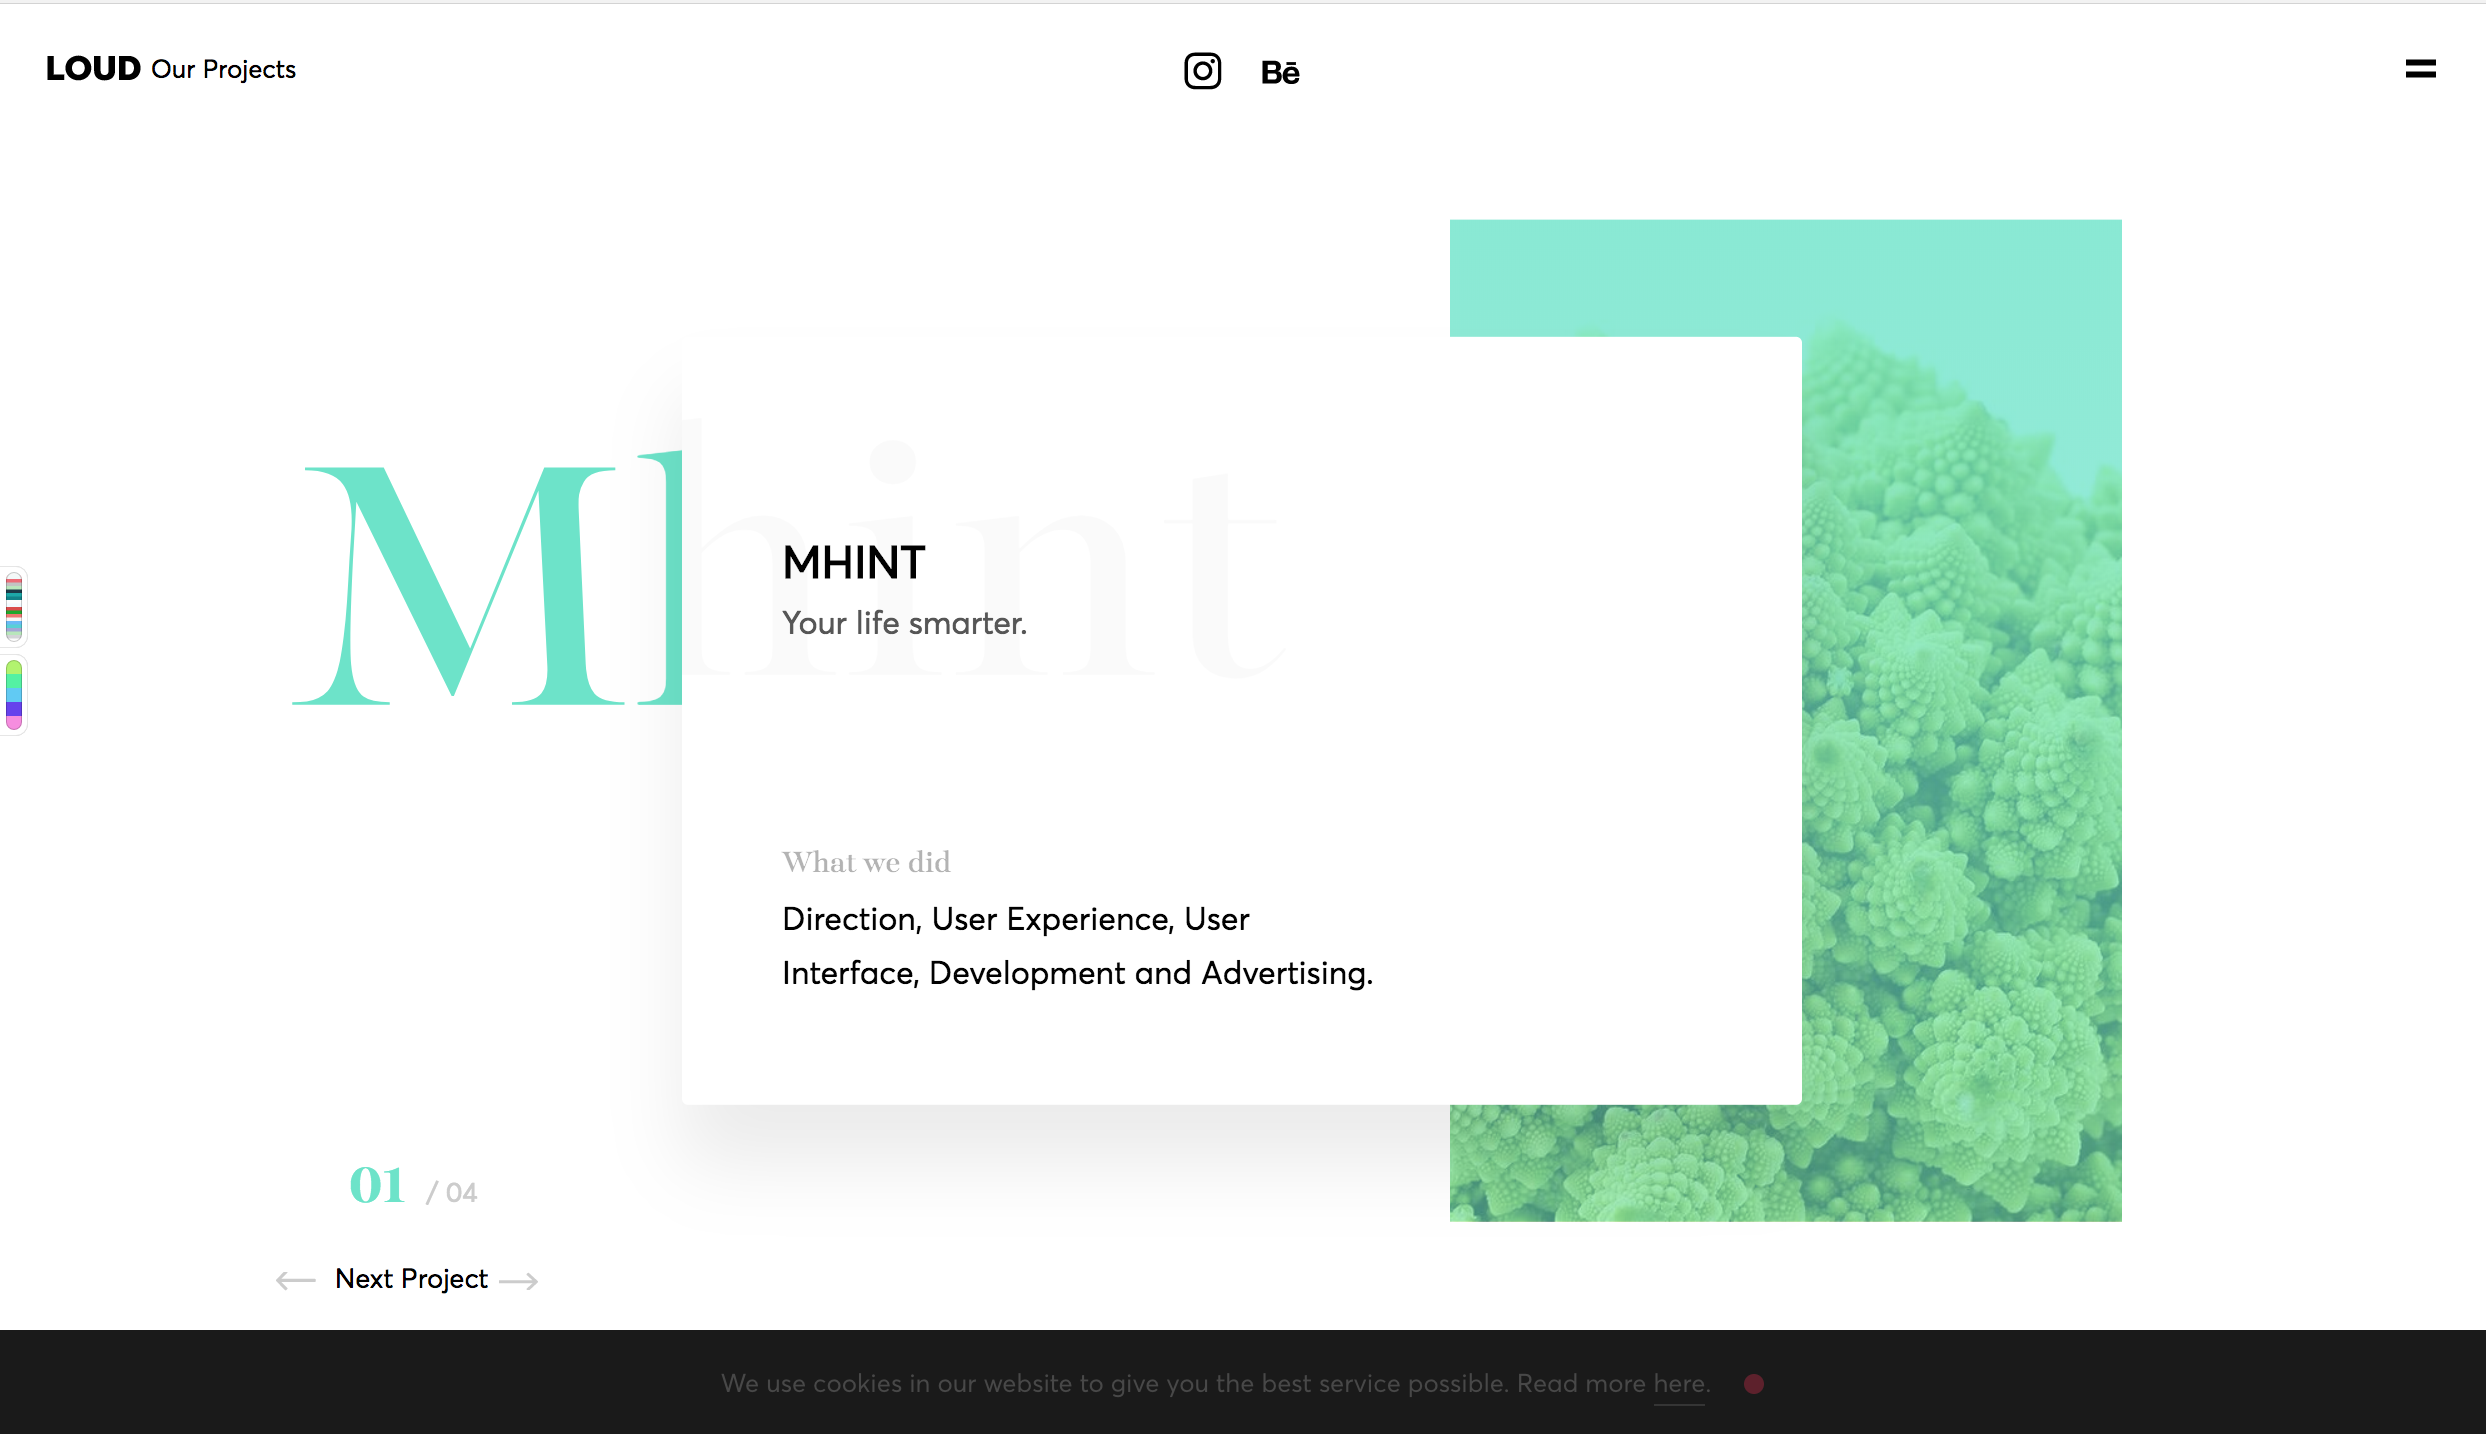 LOUD Our Projects
Bē
Mhint
MHINT
Your life smarter.
What we did
Direction, User Experience, User
Interface, Development and Advertising.
01 / 04
Next Project
We use cookies in our website to give you the best service possible. Read more here.